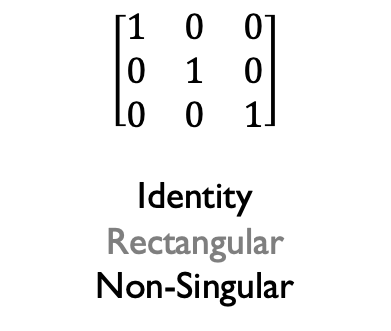 1 0 0
0 1 0
0 0 1
Identity
Rectangular
Non-Singular